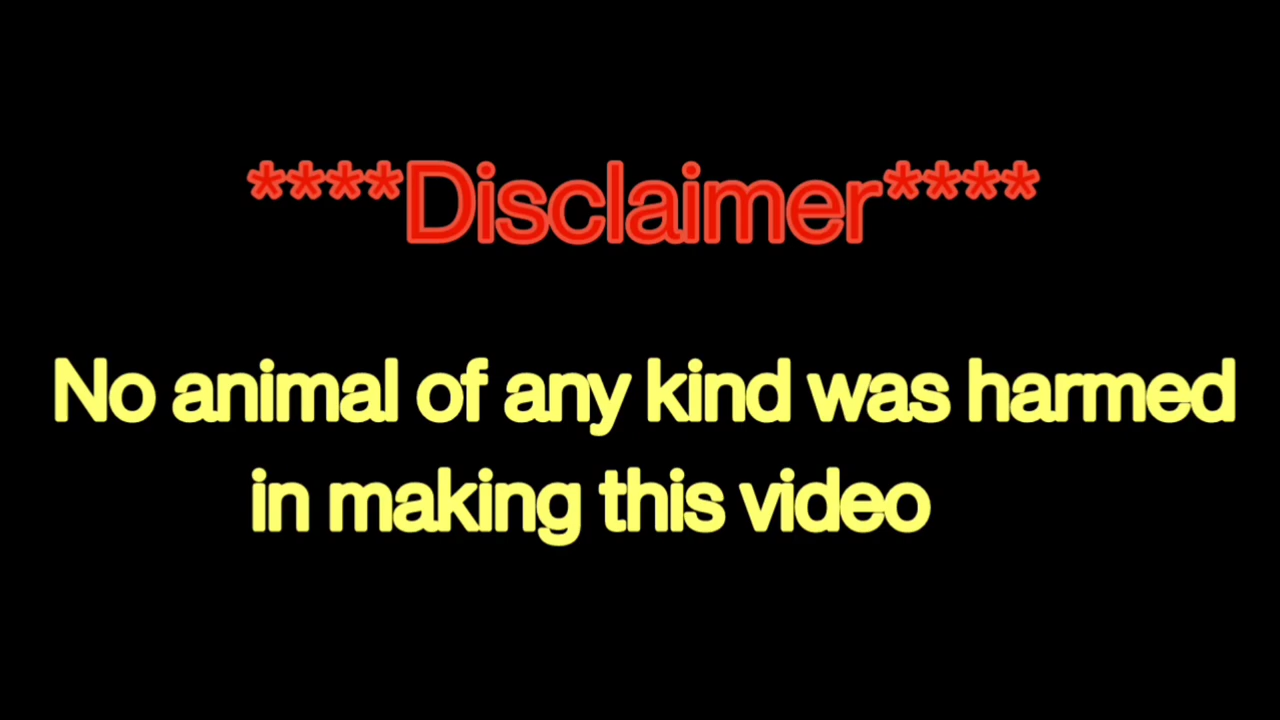 ****Disclaimer****
No animal of any kind was harmed
in making this video